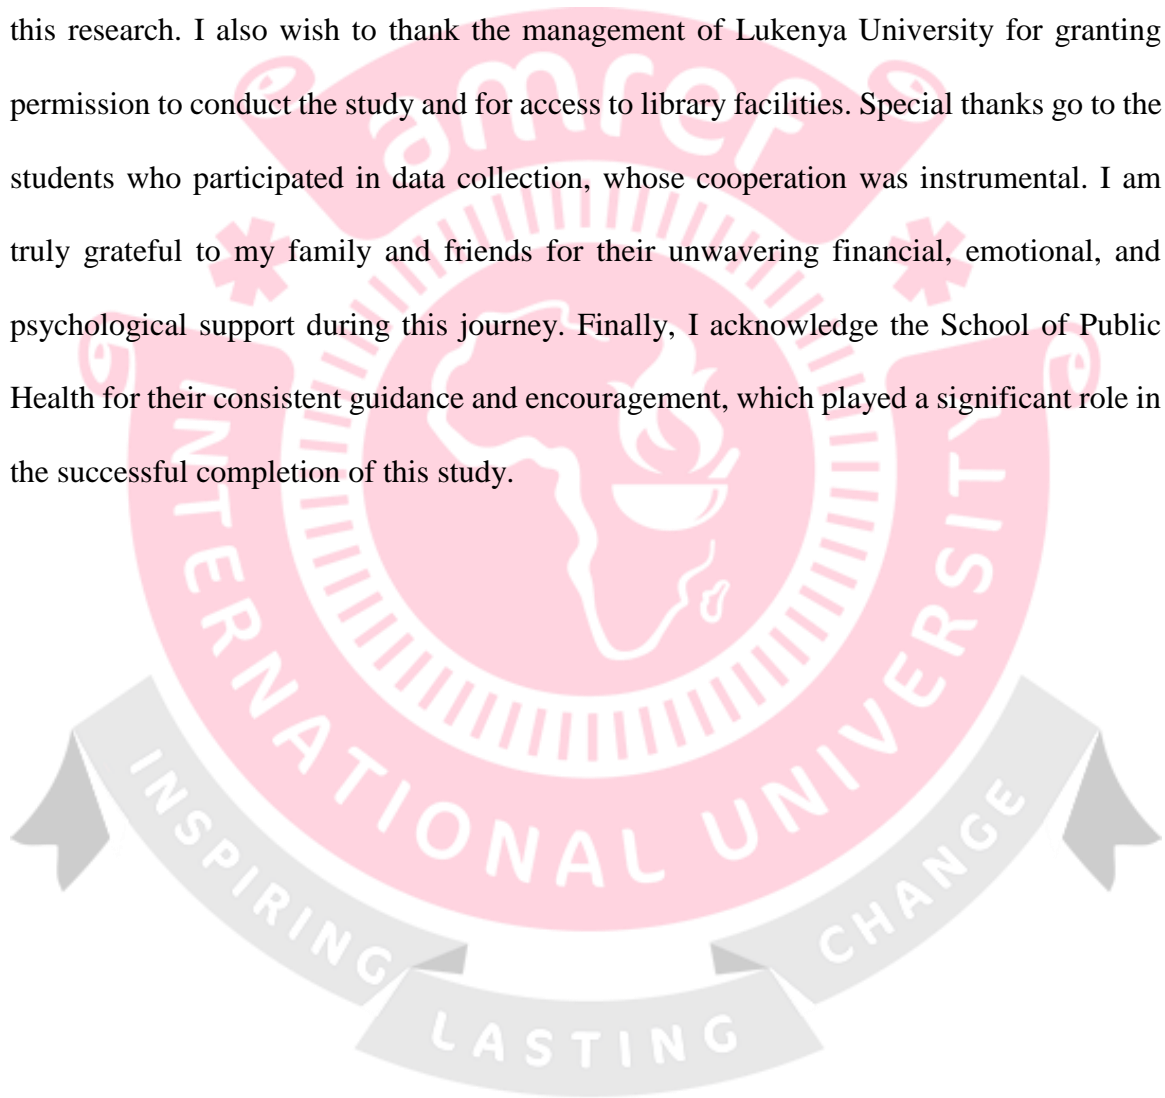 this research. I also wish to thank the management of Lukenya University for granting
permission to conduct the study and for access to library facilities. Special thanks go to the
students who participated in data collection, whose cooperation was instrumental. I am
truly grateful to my family and friends for their unwavering financial, emotional, and
psychological support during this journey. Finally, I acknowledge the School of Public
Health for their consistent guidance and encouragement, which played a significant role in
the successful completion of this study.
amref
INTERNATIONAL UNIVERSITY
INSPIRING
LASTING
CHANGE